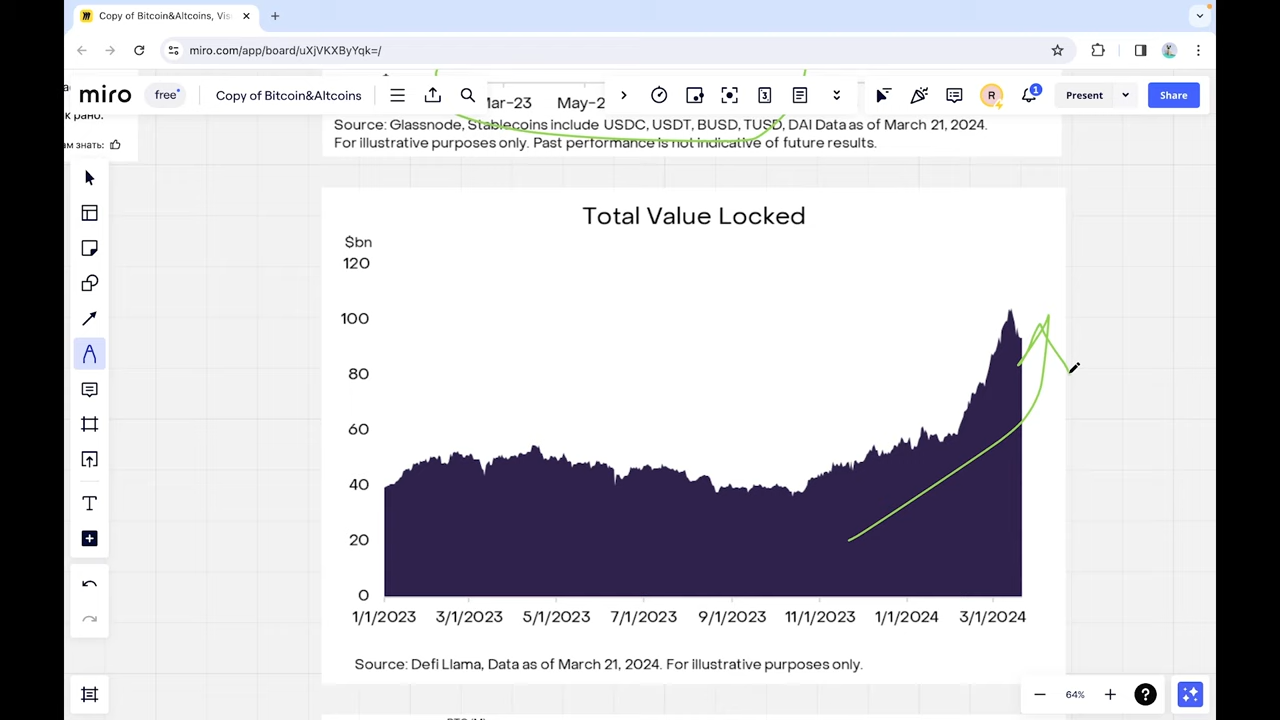 Copy of Bitcoin&Altcoins, Vis
miro.com/app/board/uXjVKXByYqk=/
miro
free
Copy of Bitcoin&Altcoins
Mar-23
May-2
3
R
1
Present
Share
к рано.
ам знать:
Source: Glassnode, Stablecoins include USDC, USDT, BUSD, TUSD, DAI Data as of March 21, 2024.
For illustrative purposes only. Past performance is not indicative of future results.
Total Value Locked
$bn
120
100
80
60
40
20
0
1/1/2023
3/1/2023
5/1/2023
7/1/2023
9/1/2023
11/1/2023
1/1/2024
3/1/2024
Source: Defi Llama, Data as of March 21, 2024. For illustrative purposes only.
64%